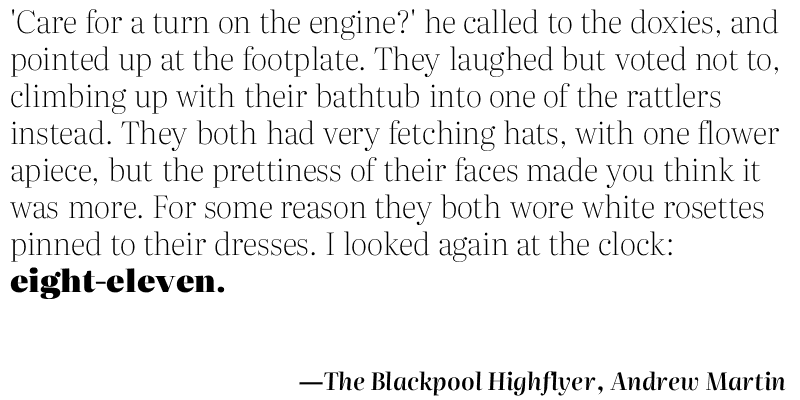 'Care for a turn on the engine?' he called to the doxies, and
pointed up at the footplate. They laughed but voted not to,
climbing up with their bathtub into one of the rattlers
instead. They both had very fetching hats, with one flower
apiece, but the prettiness of their faces made you think it
was more. For some reason they both wore white rosettes
pinned to their dresses. I looked again at the clock:
eight-eleven.
—The Blackpool Highflyer, Andrew Martin